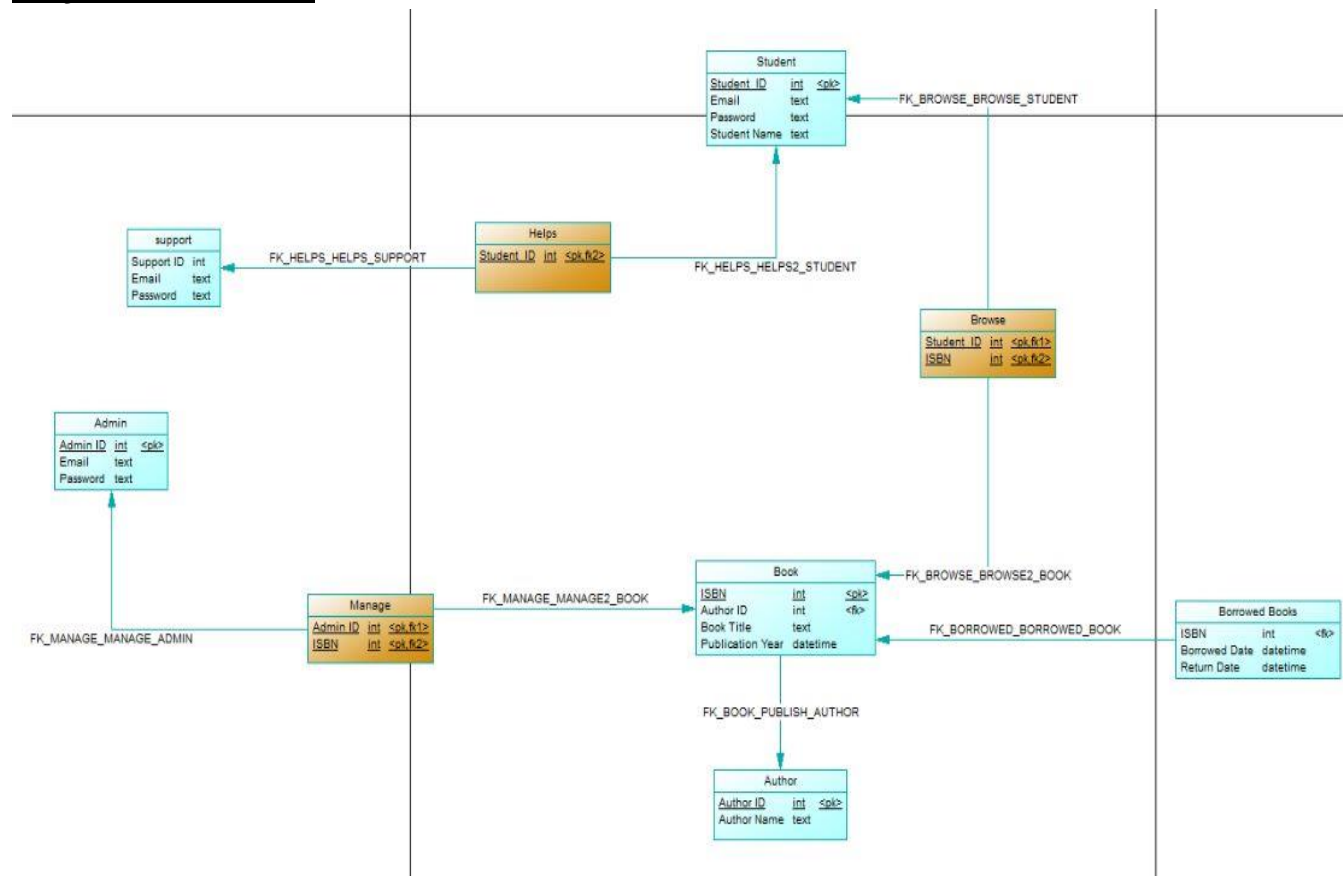 Student
Student_ID int <pk>
Email text
Password text
Student Name text
FK_BROWSE_BROWSE_STUDENT
support
Support ID int
Email text
Password text
FK_HELPS_HELPS_SUPPORT
Helps
Student_ID int <pk,fk2>
FK_HELPS_HELPS2_STUDENT
Browse
Student_ID int <pk,fk1>
ISBN int <pk,fk2>
Admin
Admin ID int <pk>
Email text
Password text
FK_MANAGE_MANAGE_ADMIN
Manage
Admin ID int <pk,fk1>
ISBN int <pk,fk2>
FK_MANAGE_MANAGE2_BOOK
Book
ISBN int <pk>
Author ID int <fk>
Book Title text
Publication Year datetime
FK_BROWSE_BROWSE2_BOOK
FK_BORROWED_BORROWED_BOOK
Borrowed Books
ISBN int <fk>
Borrowed Date datetime
Return Date datetime
FK_BOOK_PUBLISH_AUTHOR
Author
Author ID int <pk>
Author Name text